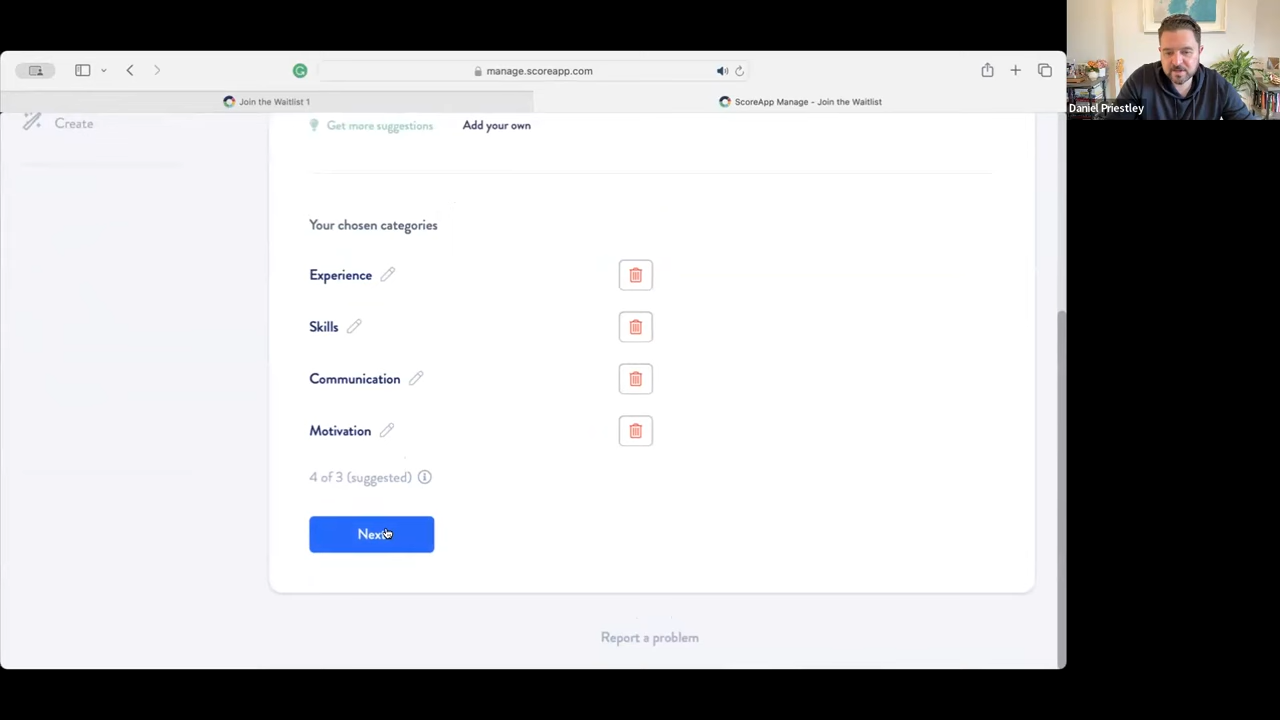 manage.scoreapp.com
Join the Waitlist 1
ScoreApp Manage - Join the Waitlist
Daniel Priestley
Create
Get more suggestions
Add your own
Your chosen categories
Experience
Skills
Communication
Motivation
4 of 3 (suggested)
Next
Report a problem